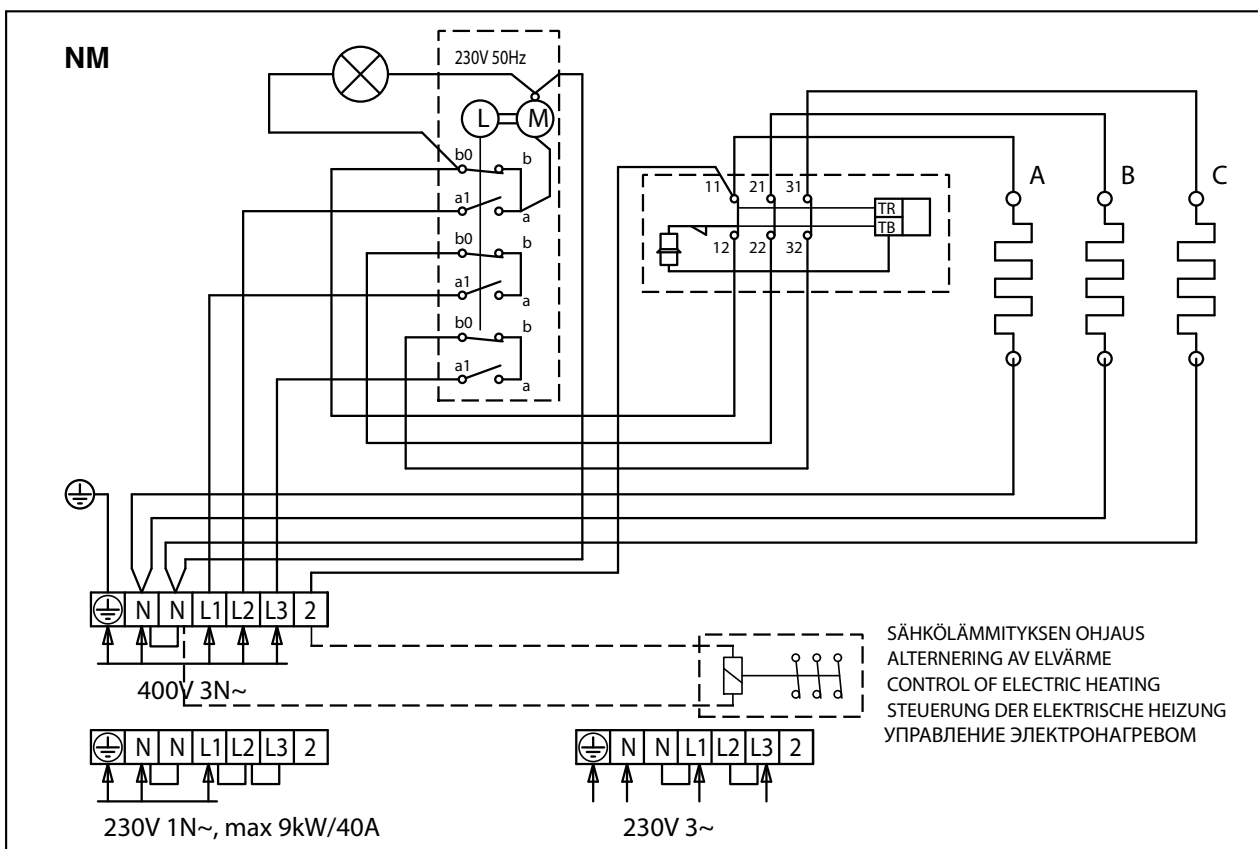 NM
230V 50Hz
L M
b0 b
a1 a
b0 b
a1 a
b0 b
a1 a
11 21 31
TR
TB
12 22 32
A B C
N N L1 L2 L3 2
400V 3N~
SÄHKÖLÄMMITYKSEN OHJAUS
ALTERNERING AV ELVÄRME
CONTROL OF ELECTRIC HEATING
STEUERUNG DER ELEKTRISCHE HEIZUNG
УПРАВЛЕНИЕ ЭЛЕКТРОНАГРЕВОМ
N N L1 L2 L3 2
230V 1N~, max 9kW/40A
N N L1 L2 L3 2
230V 3~